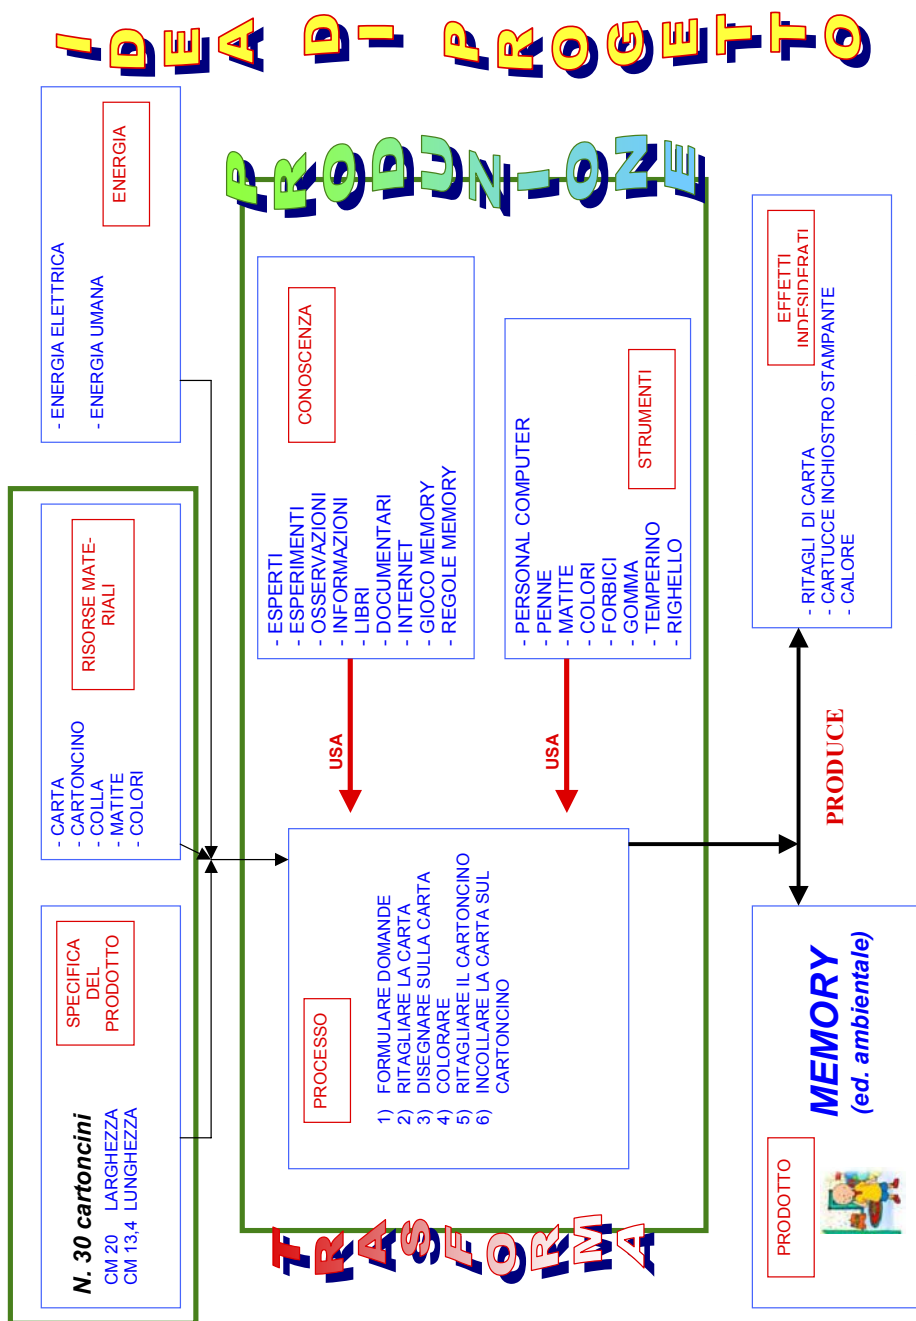 IDEA DI PROGETTO
SPECIFICA
DEL
PRODOTTO
N. 30 cartoncini
CM 20 LARGHEZZA
CM 13,4 LUNGHEZZA
RISORSE MATE-
RIALI
- CARTA
- CARTONCINO
- COLLA
- MATITE
- COLORI
ENERGIA
- ENERGIA ELETTRICA
- ENERGIA UMANA
TRASFORMA
PRODUZIONE
PROCESSO
1) FORMULARE DOMANDE
2) RITAGLIARE LA CARTA
3) DISEGNARE SULLA CARTA
4) COLORARE
5) RITAGLIARE IL CARTONCINO
6) INCOLLARE LA CARTA SUL
CARTONCINO
USA
USA
CONOSCENZA
- ESPERTI
- ESPERIMENTI
- OSSERVAZIONI
- INFORMAZIONI
- LIBRI
- DOCUMENTARI
- INTERNET
- GIOCO MEMORY
- REGOLE MEMORY
STRUMENTI
- PERSONAL COMPUTER
- PENNE
- MATITE
- COLORI
- FORBICI
- GOMMA
- TEMPERINO
- RIGHELLO
PRODOTTO
MEMORY
(ed. ambientale)
PRODUCE
EFFETTI
INDESIDERATI
- RITAGLI DI CARTA
- CARTUCCE INCHIOSTRO STAMPANTE
- CALORE